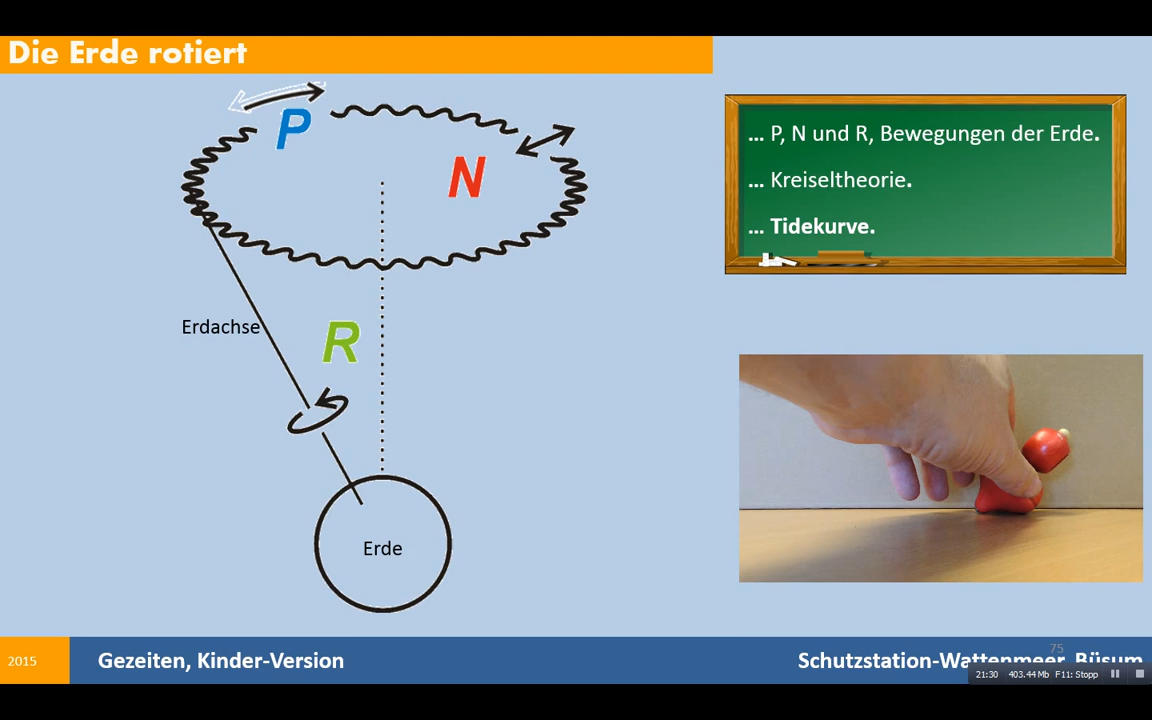 Die Erde rotiert
P
N
R
Erdachse
Erde
... P, N und R, Bewegungen der Erde.
... Kreiseltheorie.
... Tidekurve.
2015
Gezeiten, Kinder-Version
75
Schutzstation-Wattenmeer, Büsum
21:30 403.44 Mb F11: Stopp